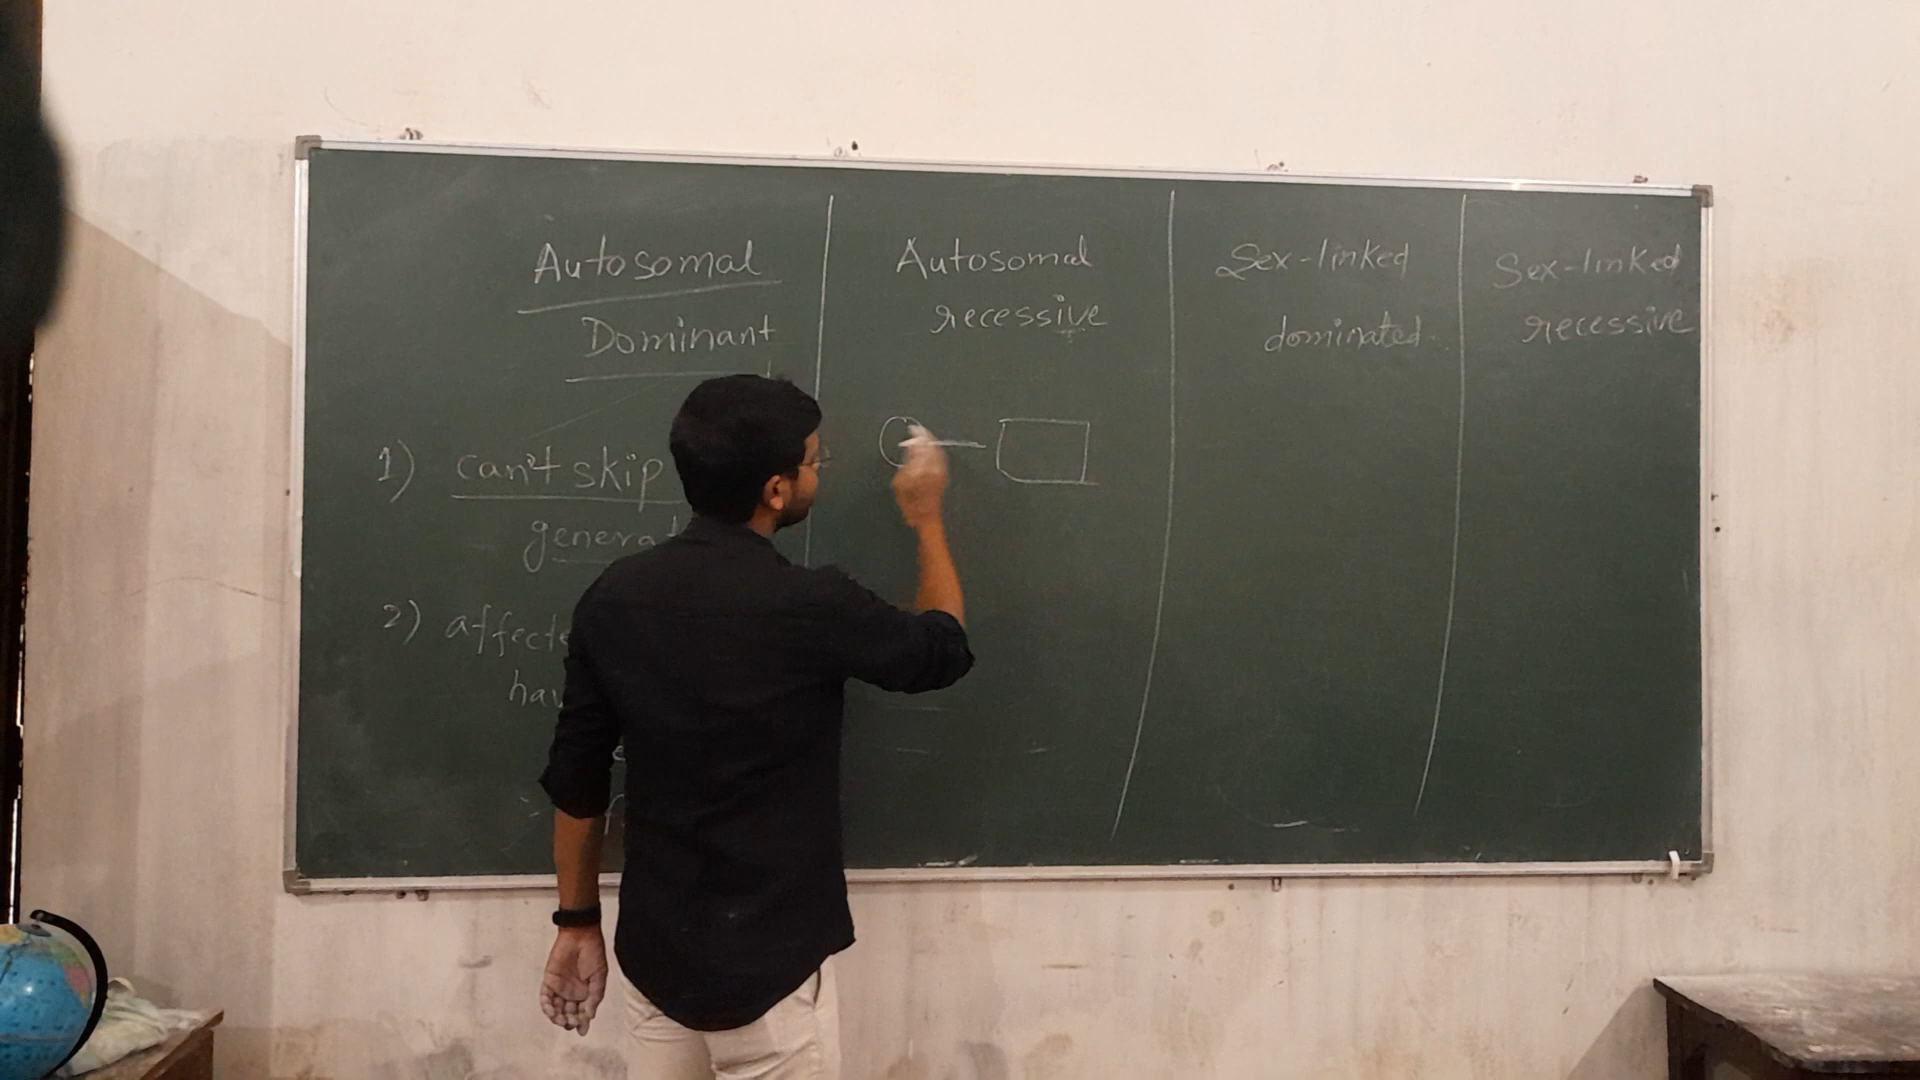 Autosomal
Dominant
1) can't skip
2)
Autosomal
recessive
Sex-linked
dominated
Sex-linked
recessive